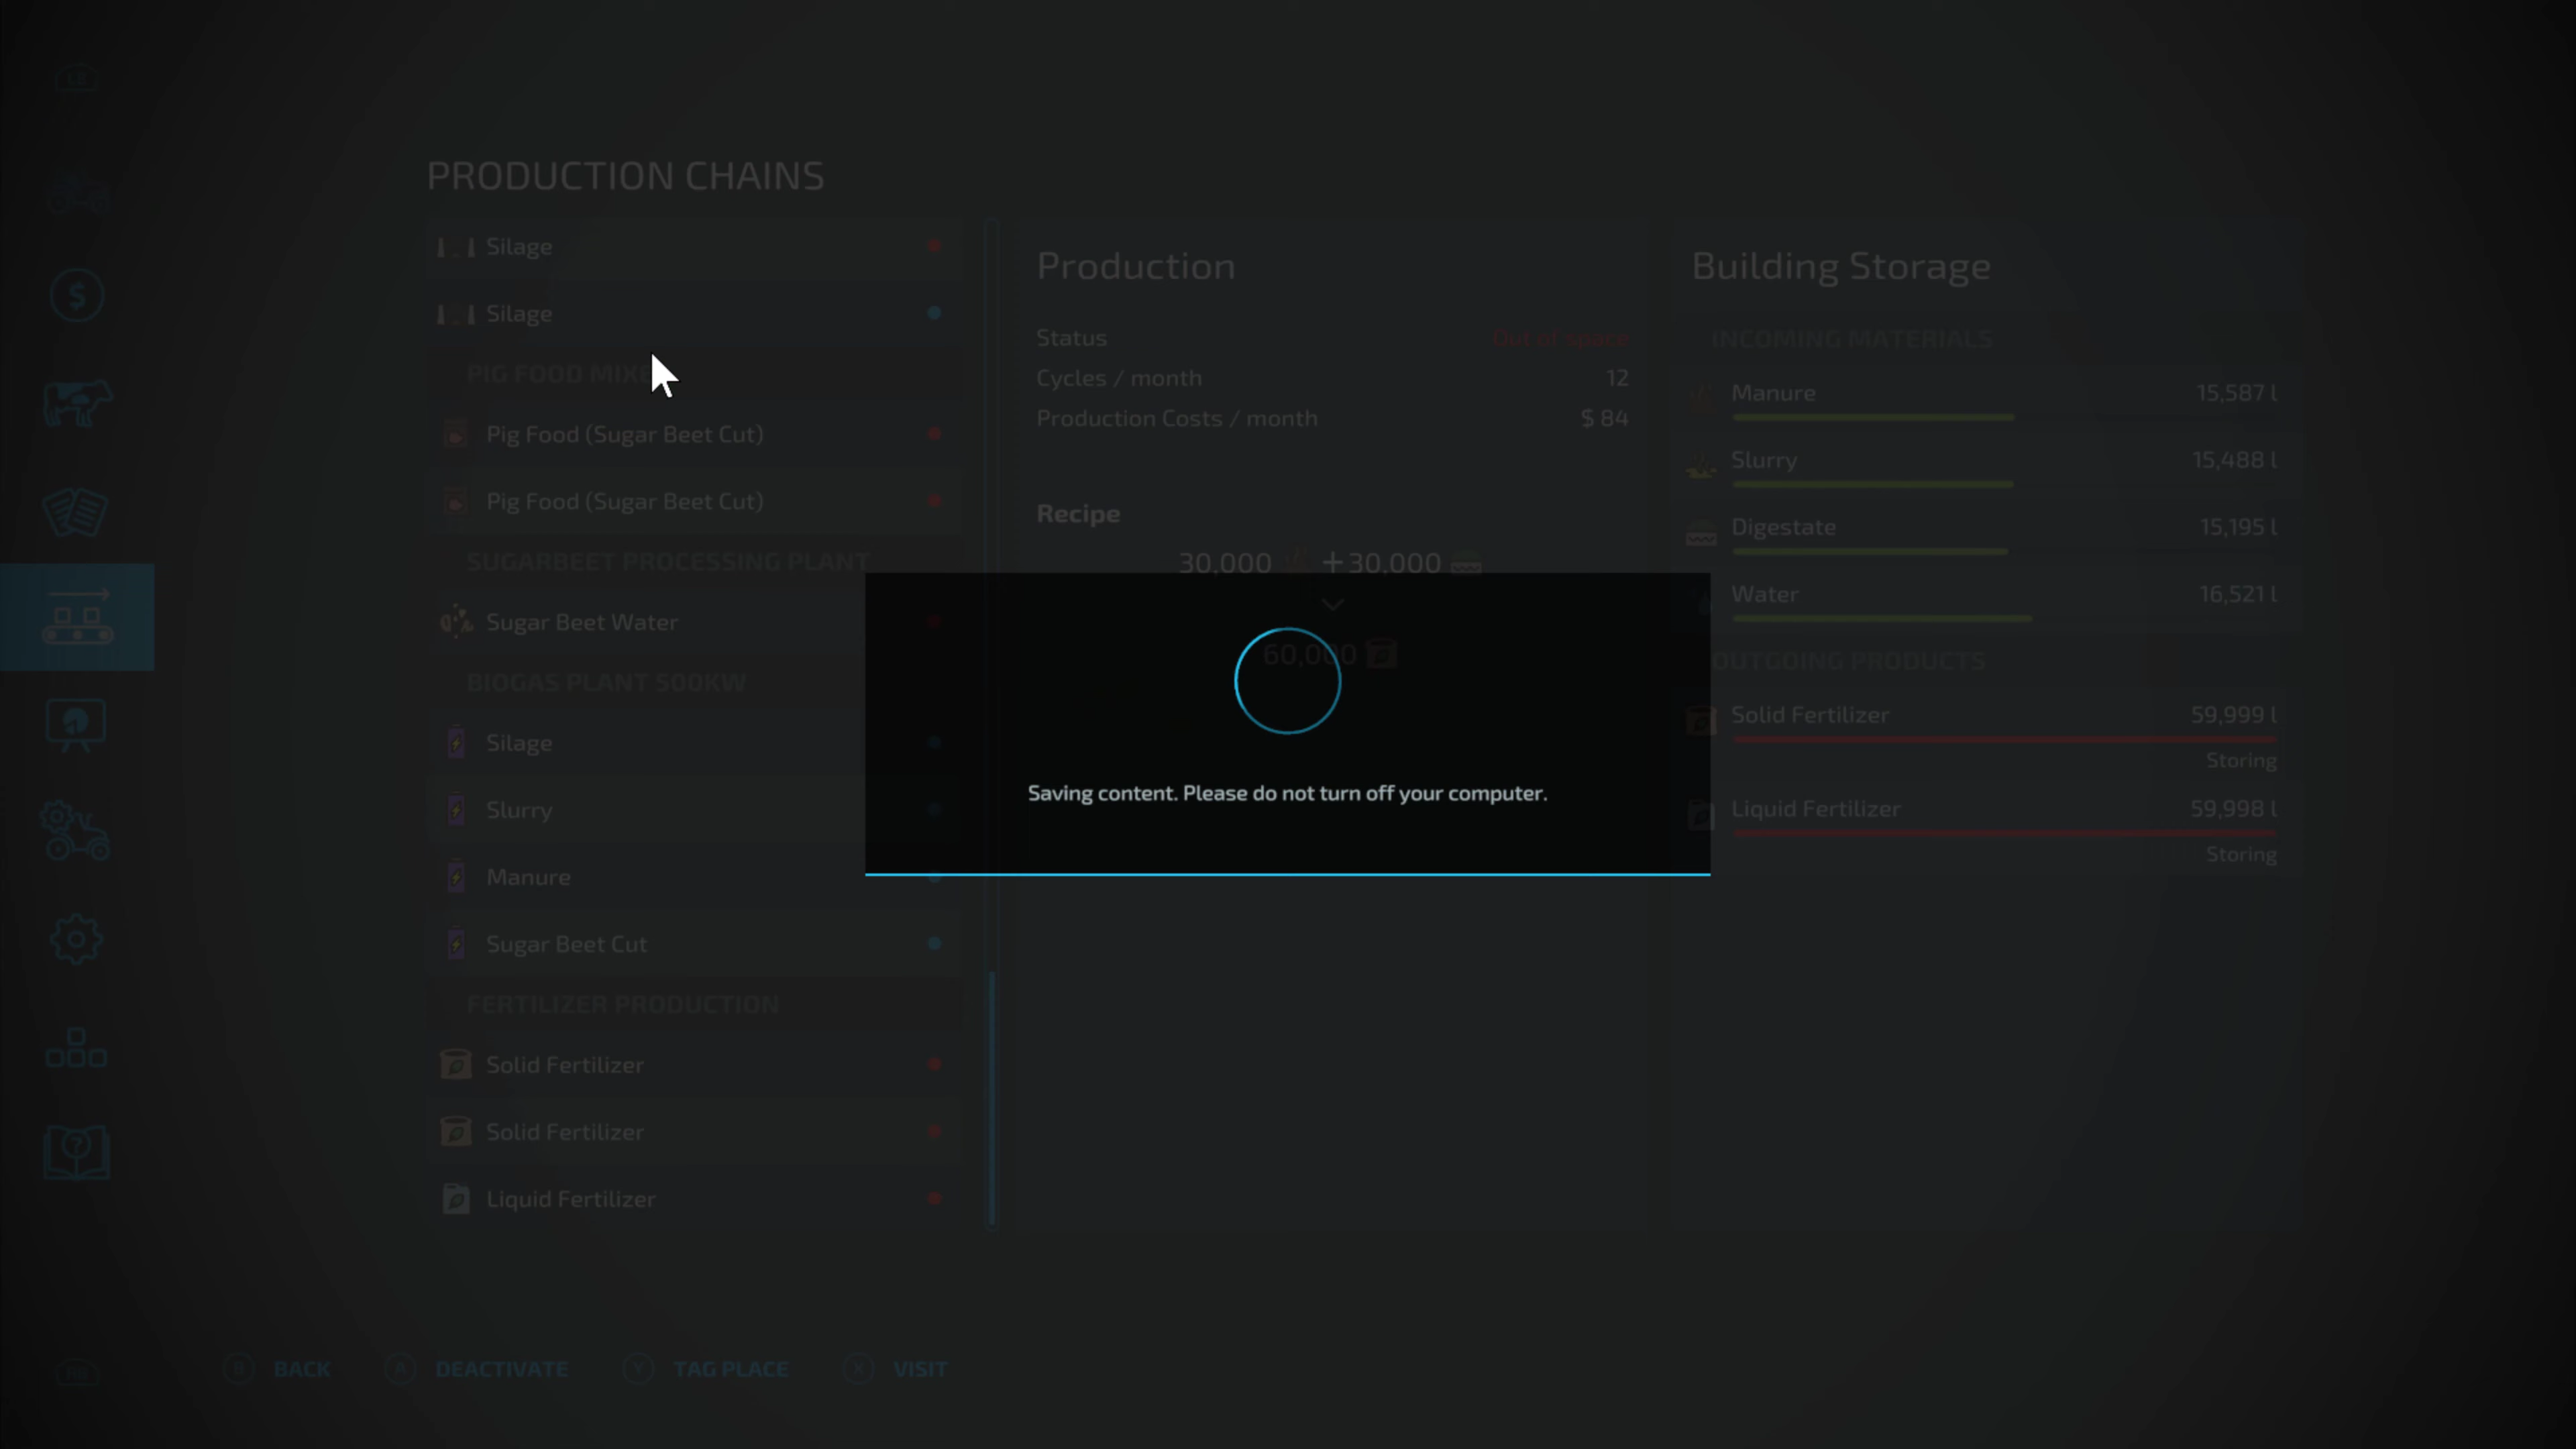 LB
PRODUCTION CHAINS
Silage
Silage
PIG FOOD MIX
Pig Food (Sugar Beet Cut)
Pig Food (Sugar Beet Cut)
SUGARBEET PROCESSING PLANT
Sugar Beet Water
BIOGAS PLANT 500KW
Silage
Slurry
Manure
Sugar Beet Cut
FERTILIZER PRODUCTION
Solid Fertilizer
Solid Fertilizer
Liquid Fertilizer
Production
Status Out of space
Cycles / month 12
Production Costs / month $ 84
Recipe
30,000 + 30,000
60,000
Saving content. Please do not turn off your computer.
Building Storage
INCOMING MATERIALS
Manure 15,587 l
Slurry 15,488 l
Digestate 15,195 l
Water 16,521 l
OUTGOING PRODUCTS
Solid Fertilizer 59,999 l
Storing
Liquid Fertilizer 59,998 l
Storing
RB
B BACK A DEACTIVATE Y TAG PLACE X VISIT